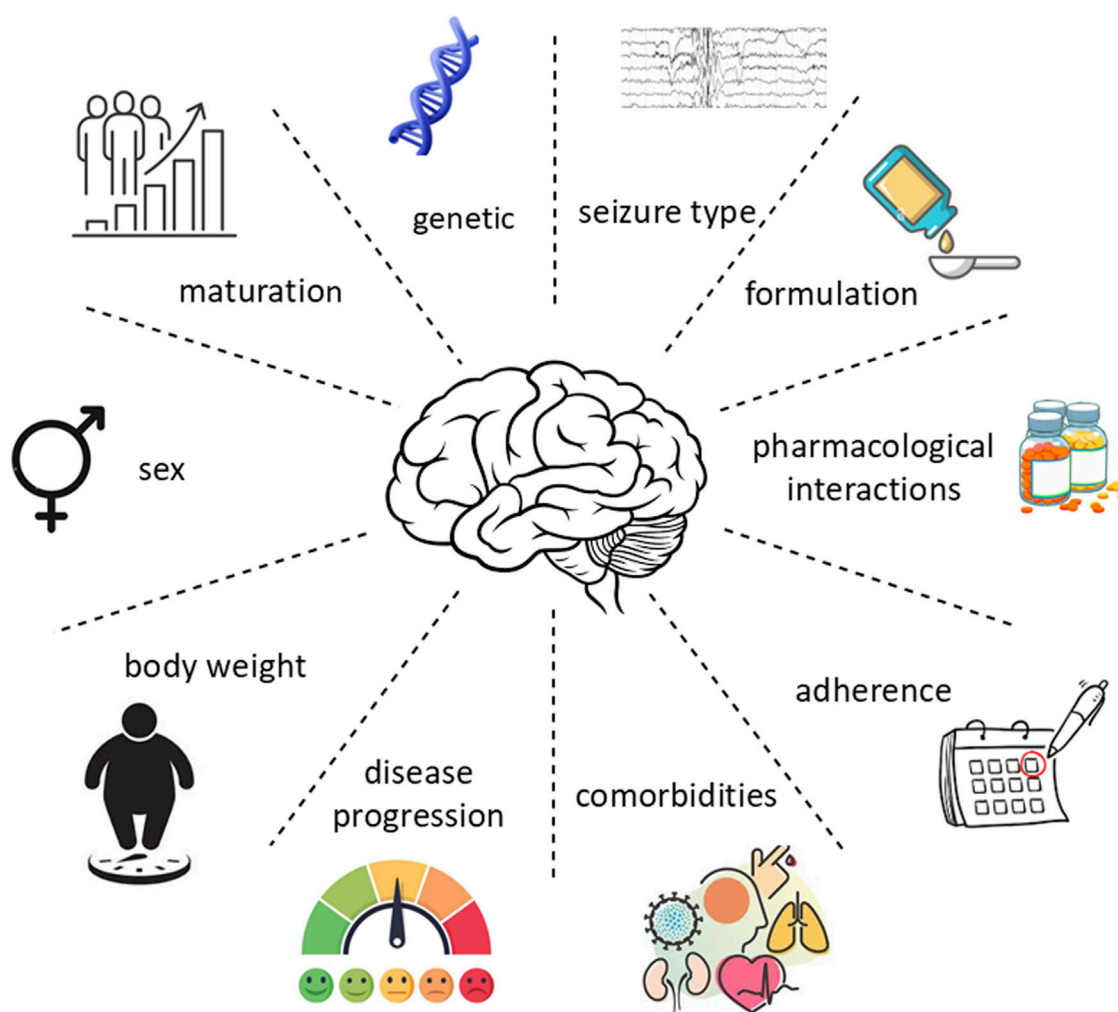 genetic
seizure type
maturation
formulation
sex
pharmacological
interactions
body weight
adherence
disease
progression
comorbidities